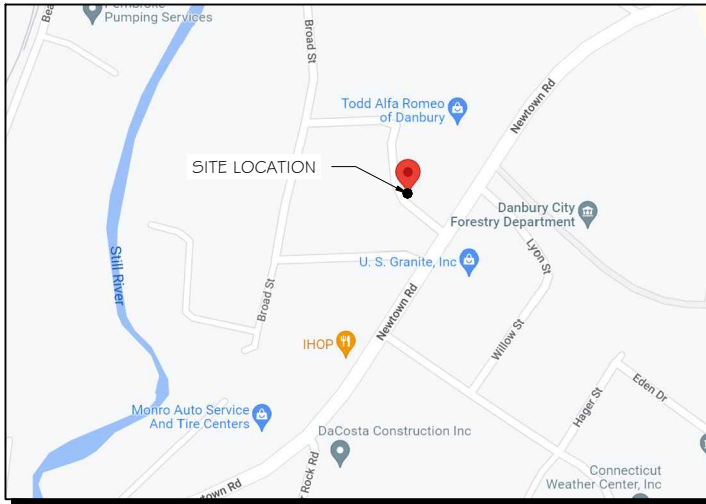 Pumping Services
Broad St
Todd Alfa Romeo
of Danbury
Newtown Rd
SITE LOCATION
Danbury City
Forestry Department
Still River
Lyon St
U. S. Granite, Inc
Broad St
Newtown Rd
Willow St
IHOP
Eden Dr
Hager St
Monro Auto Service
And Tire Centers
DaCosta Construction Inc
Rock Rd
town Rd
Connecticut
Weather Center, Inc